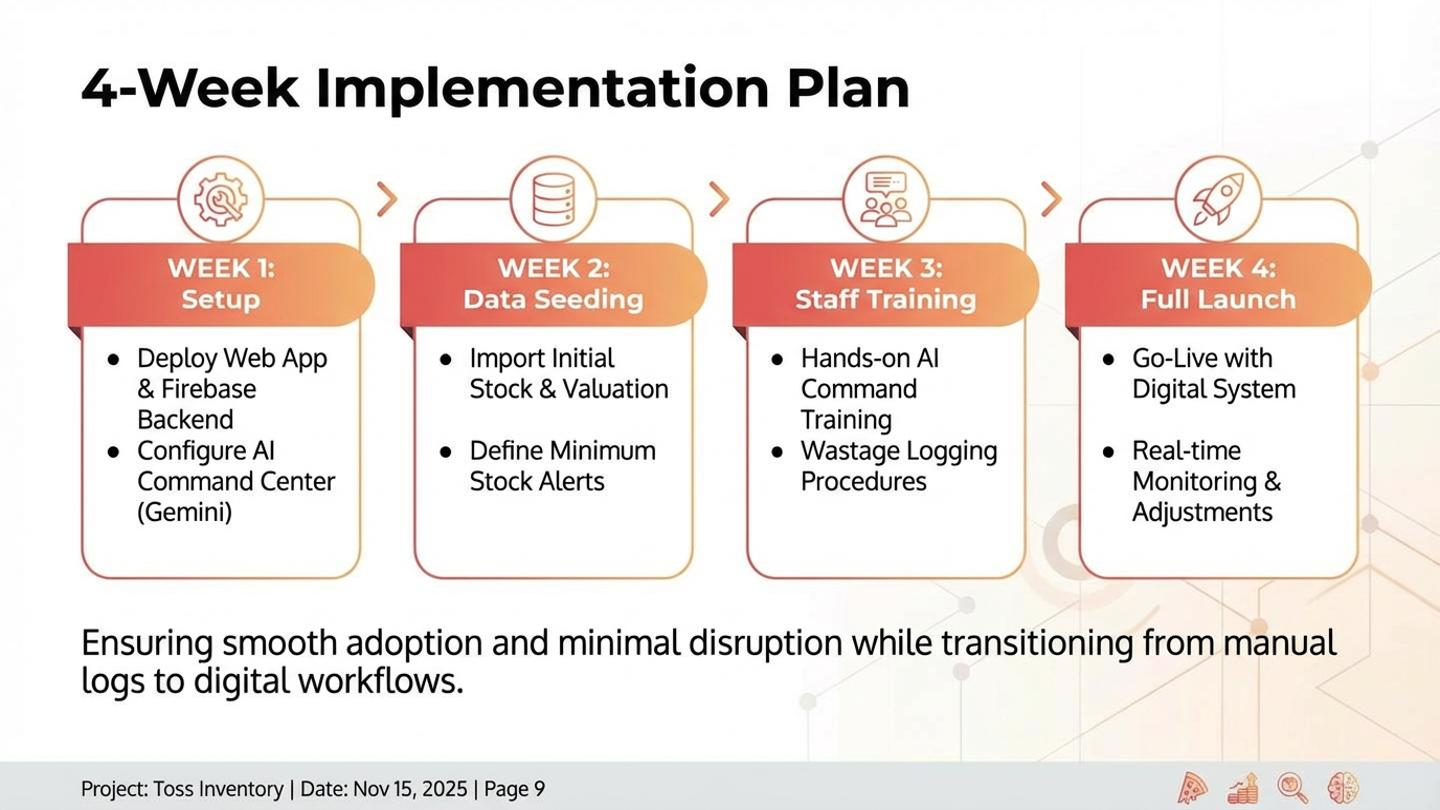 4-Week Implementation Plan
WEEK 1:
Setup
● Deploy Web App
& Firebase
Backend
● Configure AI
Command Center
(Gemini)
WEEK 2:
Data Seeding
● Import Initial
Stock & Valuation
● Define Minimum
Stock Alerts
WEEK 3:
Staff Training
● Hands-on AI
Command
Training
● Wastage Logging
Procedures
WEEK 4:
Full Launch
● Go-Live with
Digital System
● Real-time
Monitoring &
Adjustments
Ensuring smooth adoption and minimal disruption while transitioning from manual
logs to digital workflows.
Project: Toss Inventory | Date: Nov 15, 2025 | Page 9